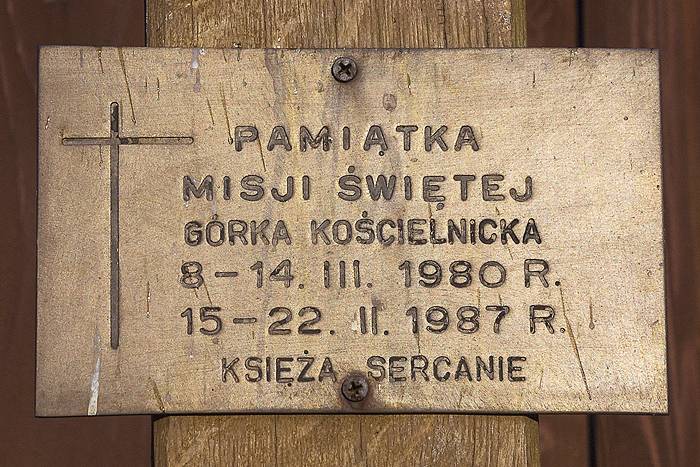 PAMIĄTKA
MISJI ŚWIĘTEJ
GÓRKA KOŚCIELNICKA
8-14. III. 1980 R.
15-22. II. 1987 R.
KSIĘŻA SERCANIE